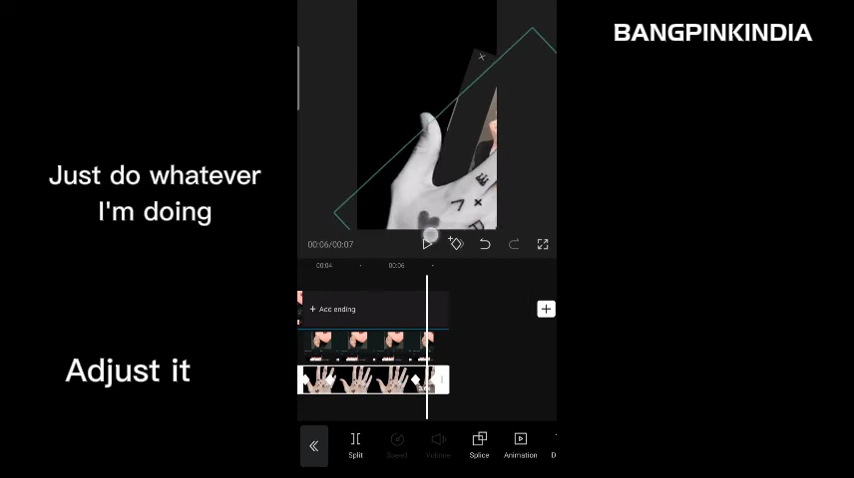 BANGPINKINDIA
Just do whatever
I'm doing
Adjust it
00:06/00:07
00:04
00:06
+ Add ending
Split
Speed
Volume
Splice
Animation
D